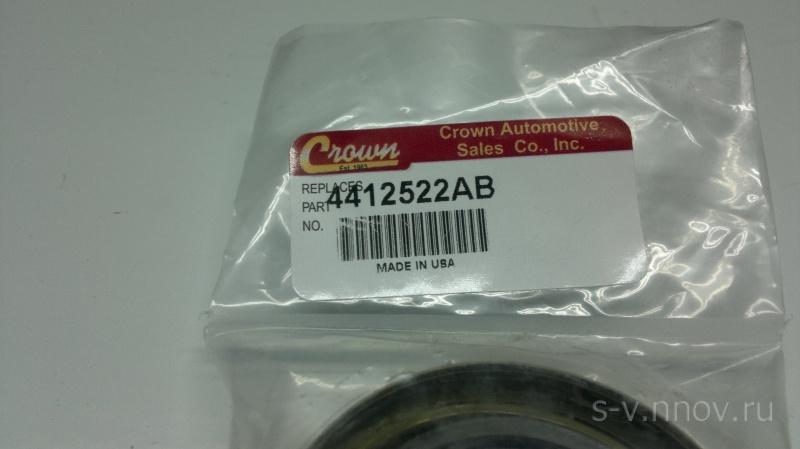 Crown
Est. 1963
Crown Automotive
Sales Co., Inc.
REPLACES
PART
NO.
4412522AB
MADE IN USA
s-v.nnov.ru